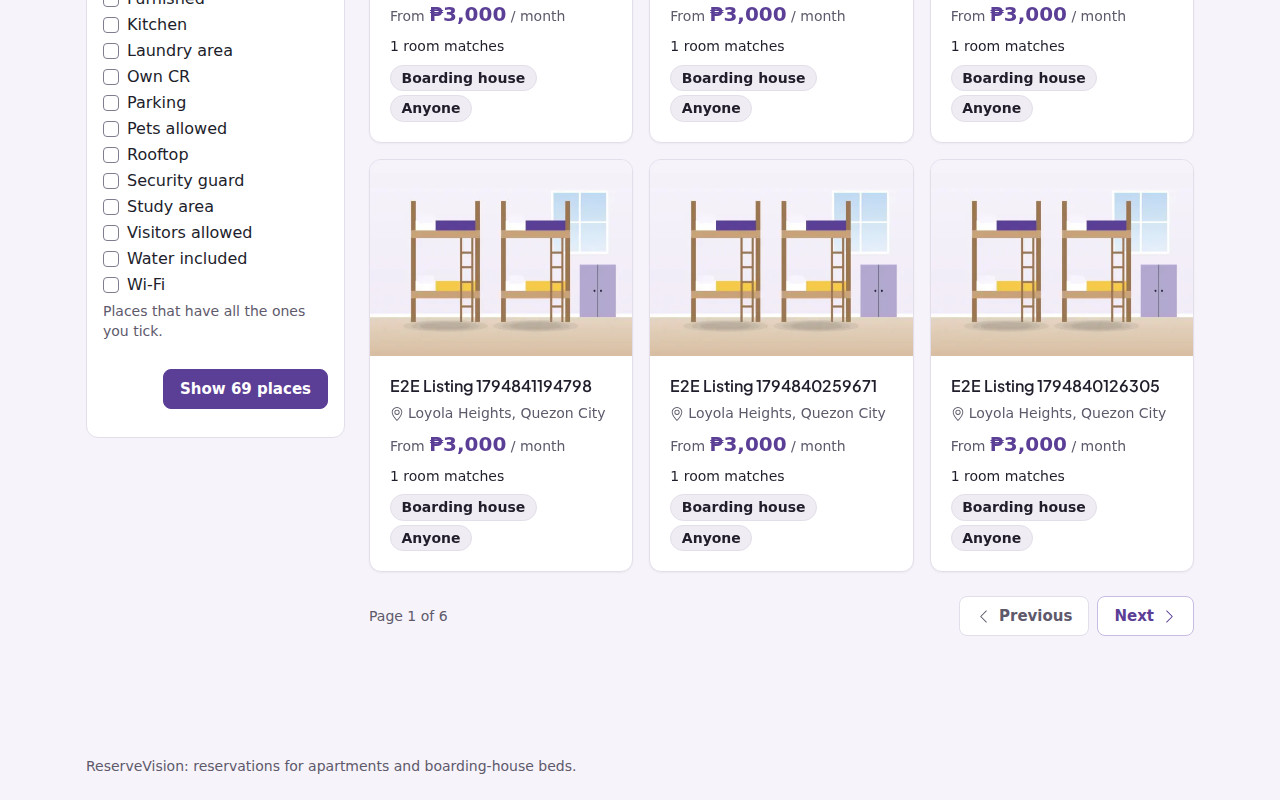 Furnished
Kitchen
Laundry area
Own CR
Parking
Pets allowed
Rooftop
Security guard
Study area
Visitors allowed
Water included
Wi-Fi
Places that have all the ones
you tick.
Show 69 places
From ₱3,000 / month
1 room matches
Boarding house
Anyone
From ₱3,000 / month
1 room matches
Boarding house
Anyone
From ₱3,000 / month
1 room matches
Boarding house
Anyone
E2E Listing 1794841194798
Loyola Heights, Quezon City
From ₱3,000 / month
1 room matches
Boarding house
Anyone
E2E Listing 1794840259671
Loyola Heights, Quezon City
From ₱3,000 / month
1 room matches
Boarding house
Anyone
E2E Listing 1794840126305
Loyola Heights, Quezon City
From ₱3,000 / month
1 room matches
Boarding house
Anyone
Page 1 of 6
Previous
Next
ReserveVision: reservations for apartments and boarding-house beds.